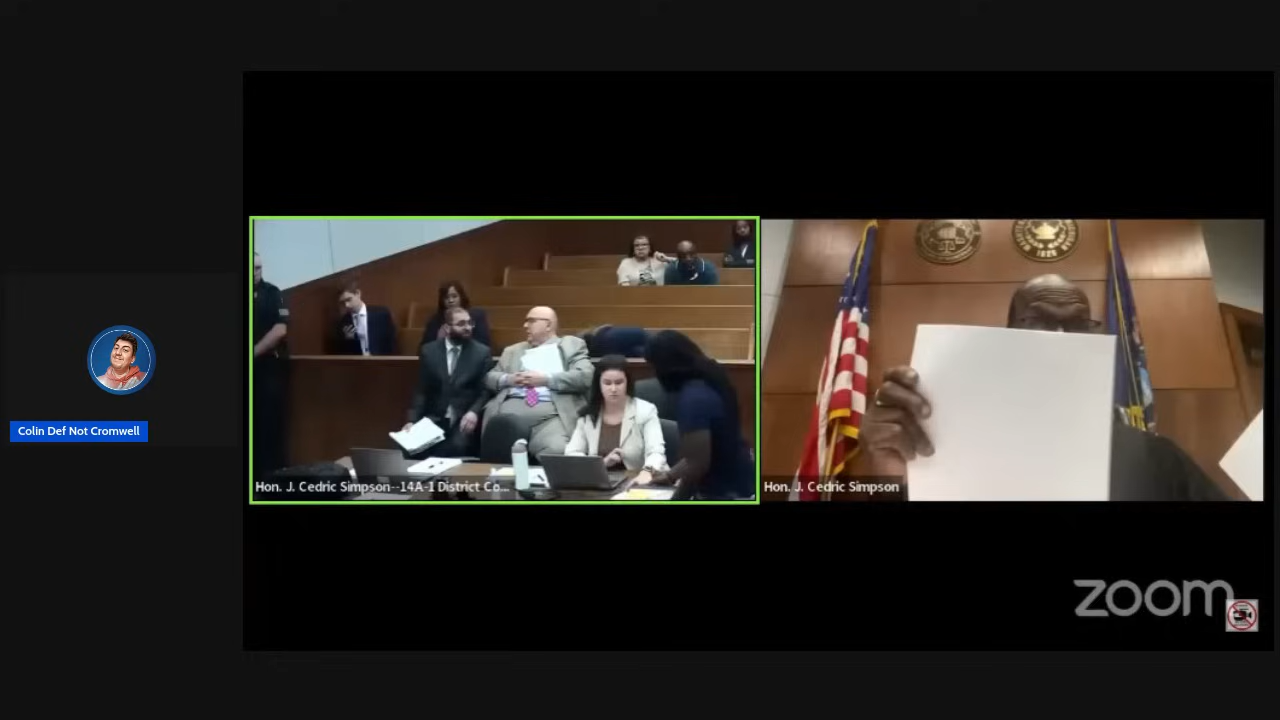 Colin Def Not Cromwell
Hon. J. Cedric Simpson--14A-1 District Co...
Hon. J. Cedric Simpson
zoom